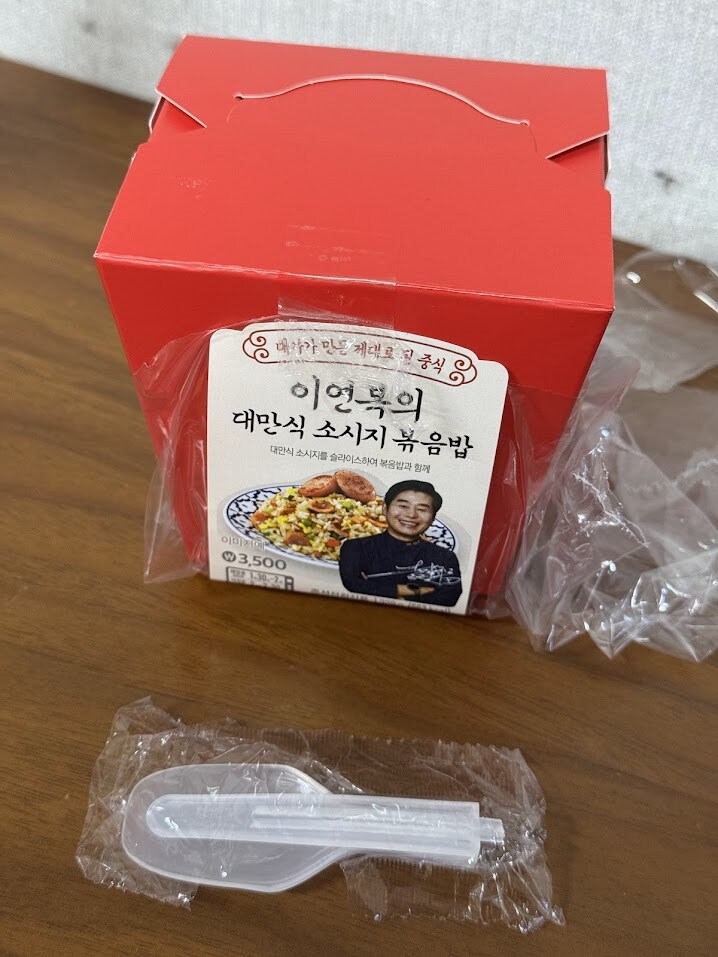 대가가 만든 제대로 된 중식
이연복의
대만식 소시지 볶음밥
대만식 소시지를 슬라이스하여 볶음밥과 함께
이미지예
₩3,500